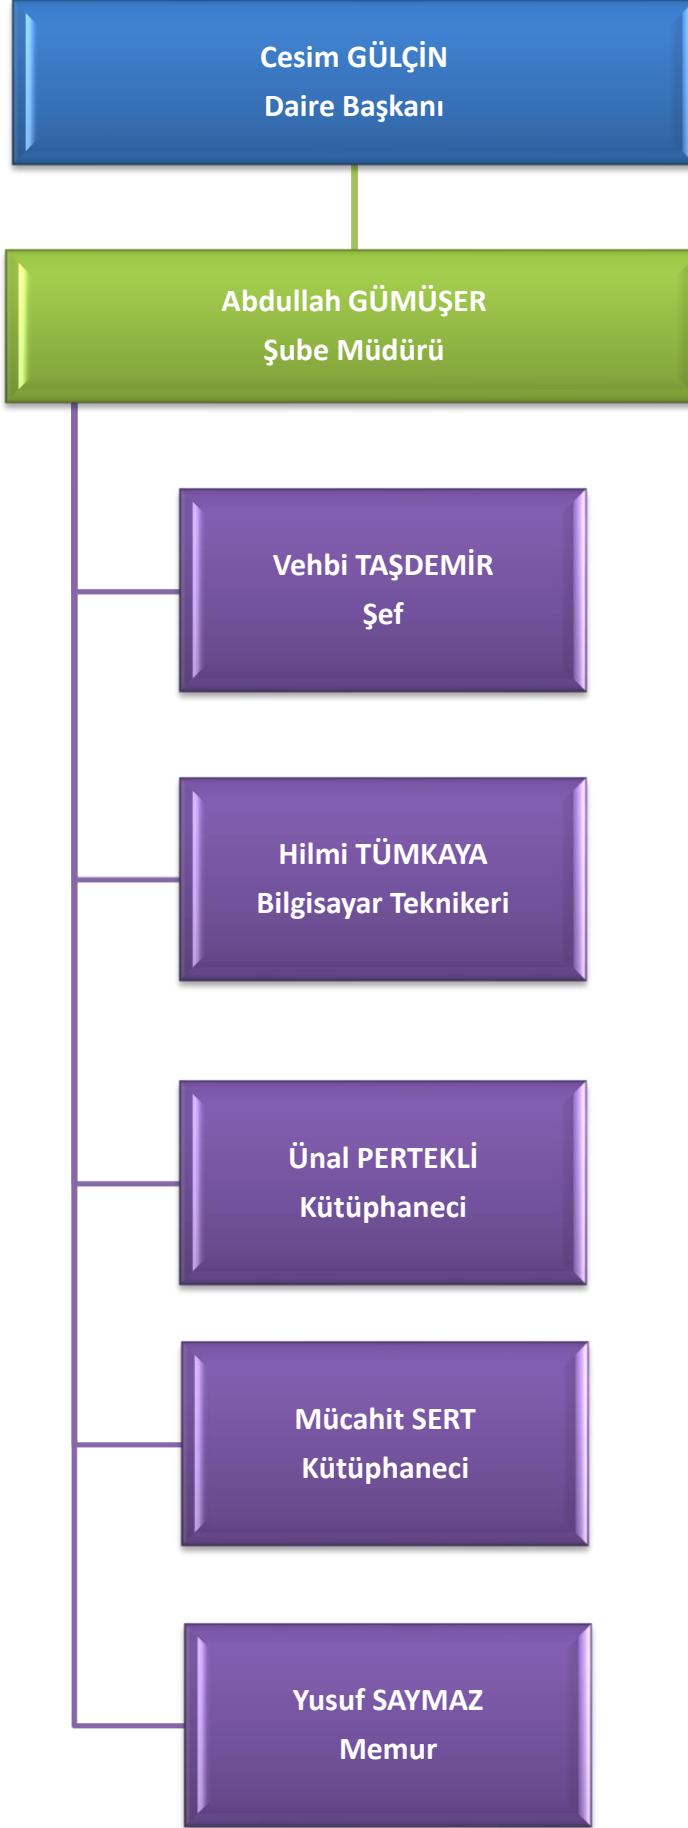 Cesim GÜLÇİN
Daire Başkanı
Abdullah GÜMÜŞER
Şube Müdürü
Vehbi TAŞDEMİR
Şef
Hilmi TÜMKAYA
Bilgisayar Teknikeri
Ünal PERTEKLİ
Kütüphaneci
Mücahit SERT
Kütüphaneci
Yusuf SAYMAZ
Memur